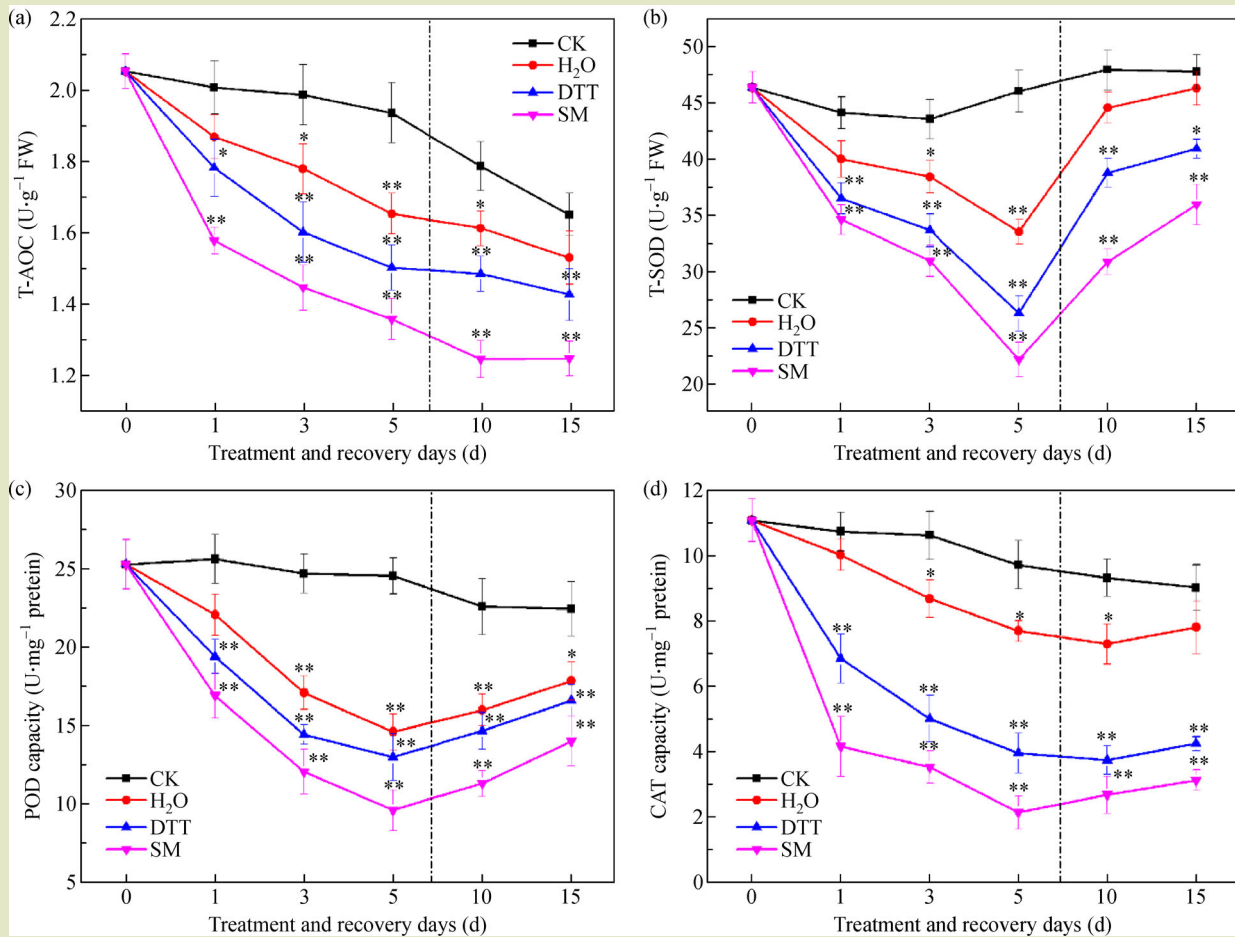 (a)
2.2
2.0
1.8
1.6
1.4
1.2
T-AOC (U·g⁻¹ FW)
CK
H₂O
DTT
SM
* ** * ** ** ** ** ** * ** ** ** **
0 1 3 5 10 15
Treatment and recovery days (d)
(b)
50
45
40
35
30
25
20
T-SOD (U·g⁻¹ FW)
** ** * ** ** ** ** ** ** ** * **
CK
H₂O
DTT
SM
0 1 3 5 10 15
Treatment and recovery days (d)
(c)
30
25
20
15
10
5
POD capacity (U·mg⁻¹ pretein)
** ** ** ** ** ** ** ** ** ** ** * ** **
CK
H₂O
DTT
SM
0 1 3 5 10 15
Treatment and recovery days (d)
(d)
12
10
8
6
4
2
0
CAT capacity (U·mg⁻¹ pretein)
** ** * ** ** * ** ** * ** ** ** **
CK
H₂O
DTT
SM
0 1 3 5 10 15
Treatment and recovery days (d)